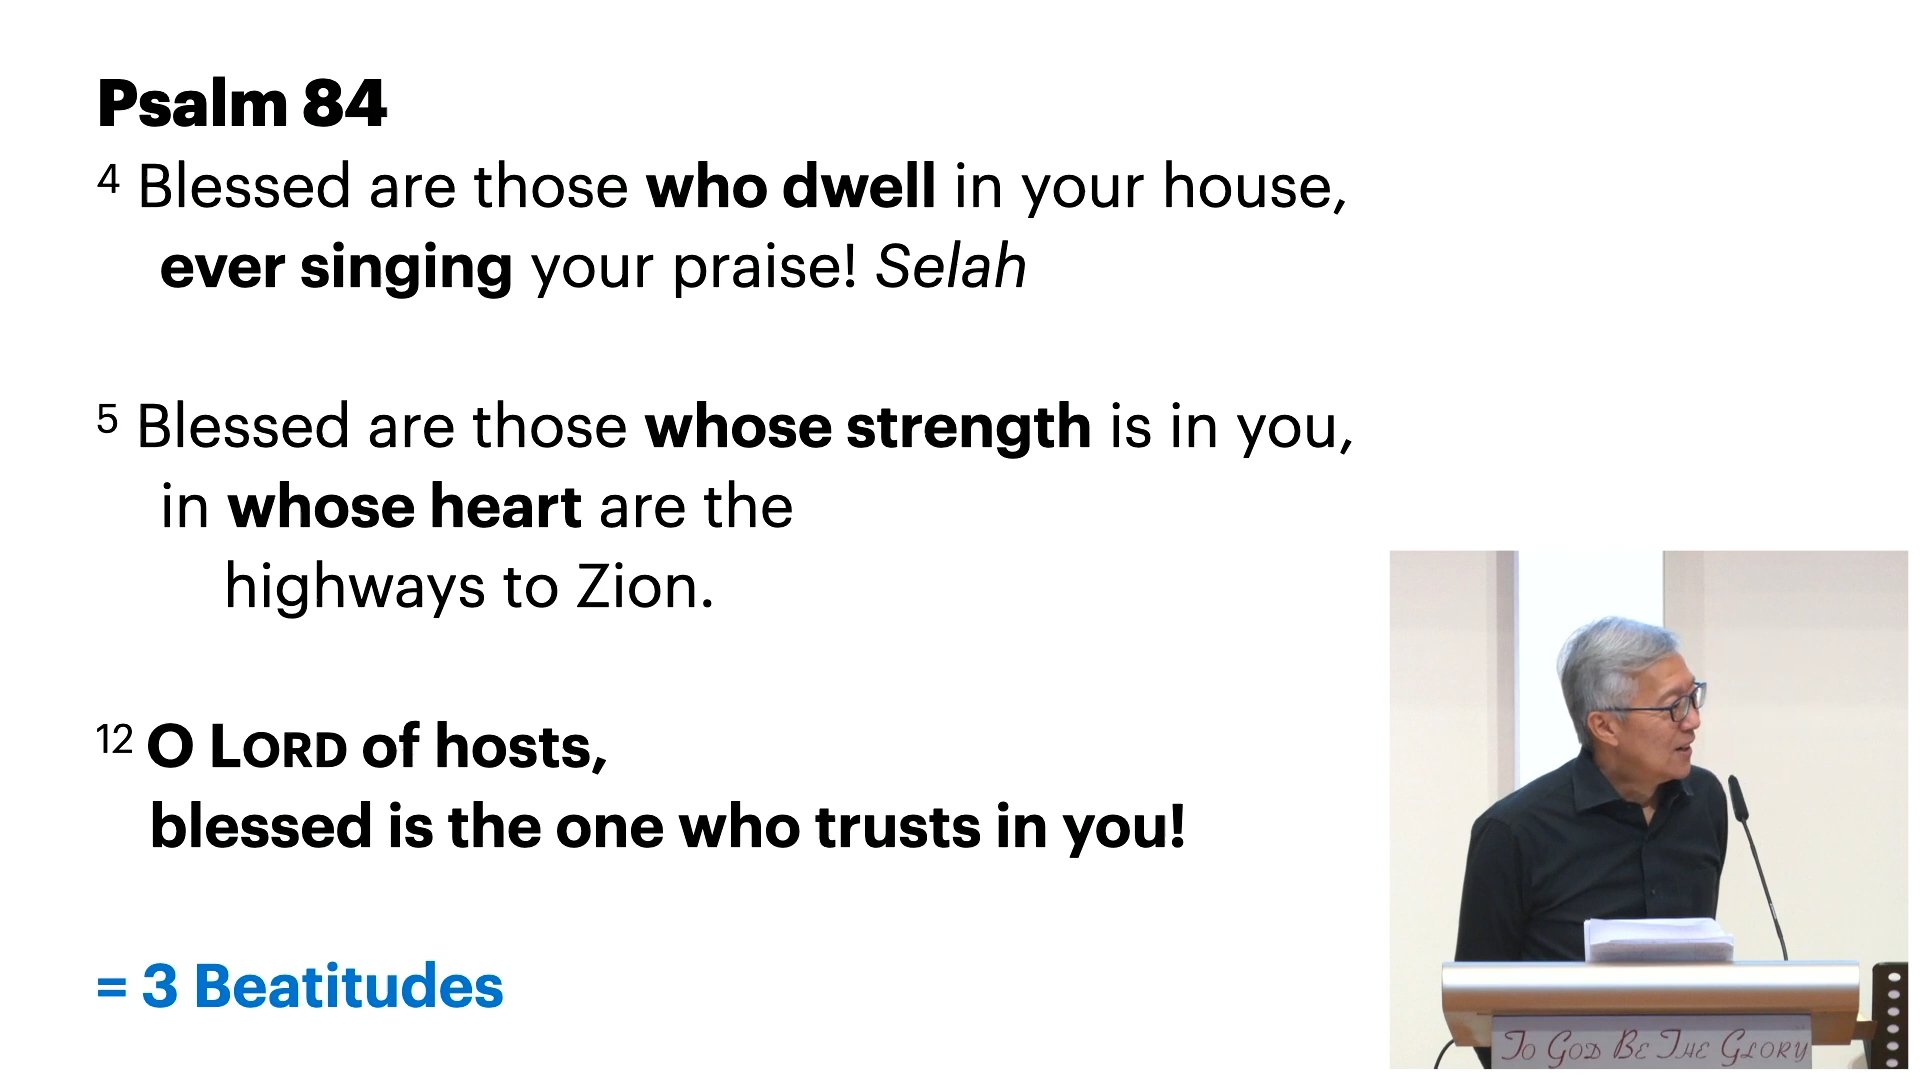 Psalm 84
4 Blessed are those who dwell in your house,
ever singing your praise! Selah
5 Blessed are those whose strength is in you,
in whose heart are the
highways to Zion.
12 O LORD of hosts,
blessed is the one who trusts in you!
= 3 Beatitudes
To God Be The Glory